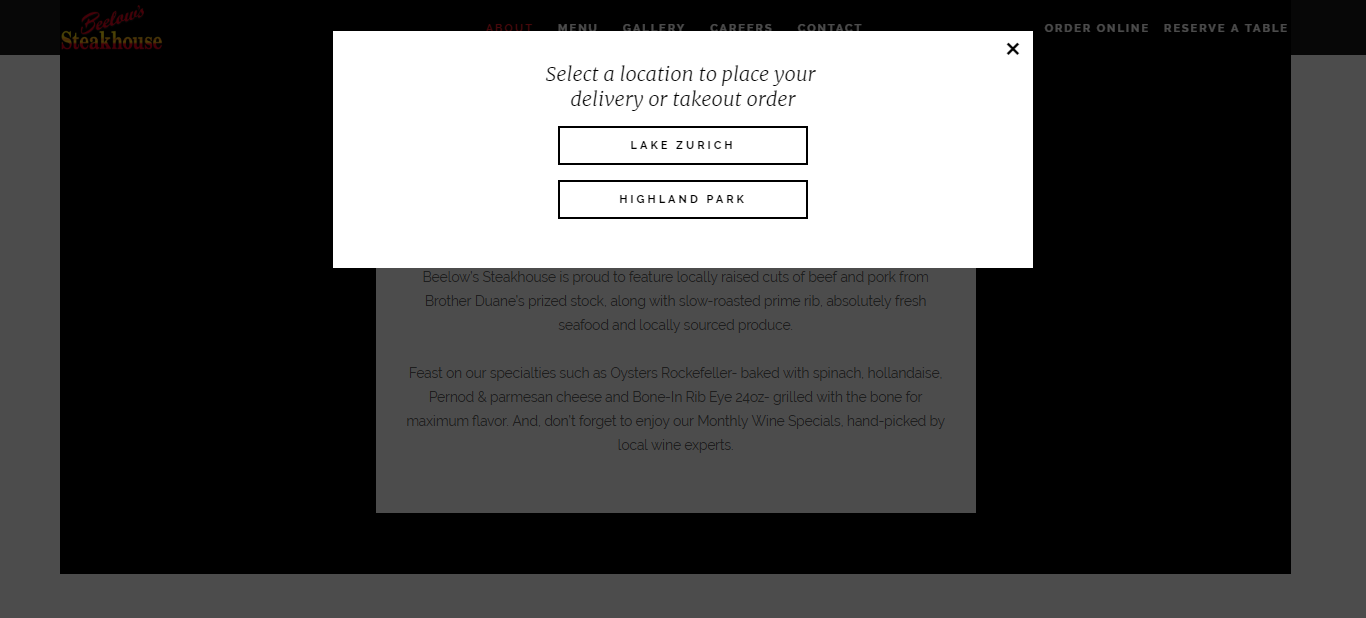 Beelow's
Steakhouse
ABOUT MENU GALLERY CAREERS CONTACT ORDER ONLINE RESERVE A TABLE
Select a location to place your
delivery or takeout order
LAKE ZURICH
HIGHLAND PARK
Beelow's Steakhouse is proud to feature locally raised cuts of beef and pork from
Brother Duane's prized stock, along with slow-roasted prime rib, absolutely fresh
seafood and locally sourced produce.
Feast on our specialties such as Oysters Rockefeller- baked with spinach, hollandaise,
Pernod & parmesan cheese and Bone-In Rib Eye 24oz- grilled with the bone for
maximum flavor. And, don't forget to enjoy our Monthly Wine Specials, hand-picked by
local wine experts.